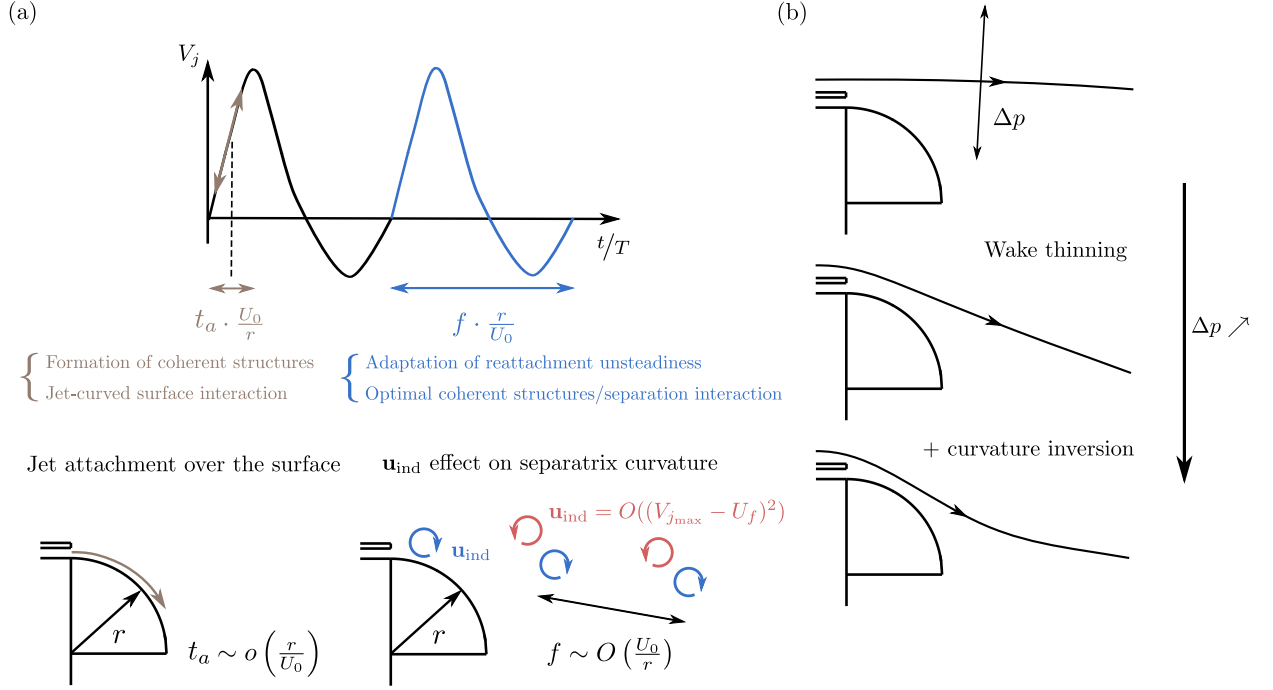 (a)
V_j
t/T
t_a · U_0/r
f · r/U_0
Formation of coherent structures
Jet-curved surface interaction
Adaptation of reattachment unsteadiness
Optimal coherent structures/separation interaction
Jet attachment over the surface
r
t_a ∼ o(r/U_0)
u_ind effect on separatrix curvature
u_ind = O((V_{j_max} − U_f)^2)
u_ind
r
f ∼ O(U_0/r)
(b)
Δp
Wake thinning
Δp ↗
+ curvature inversion